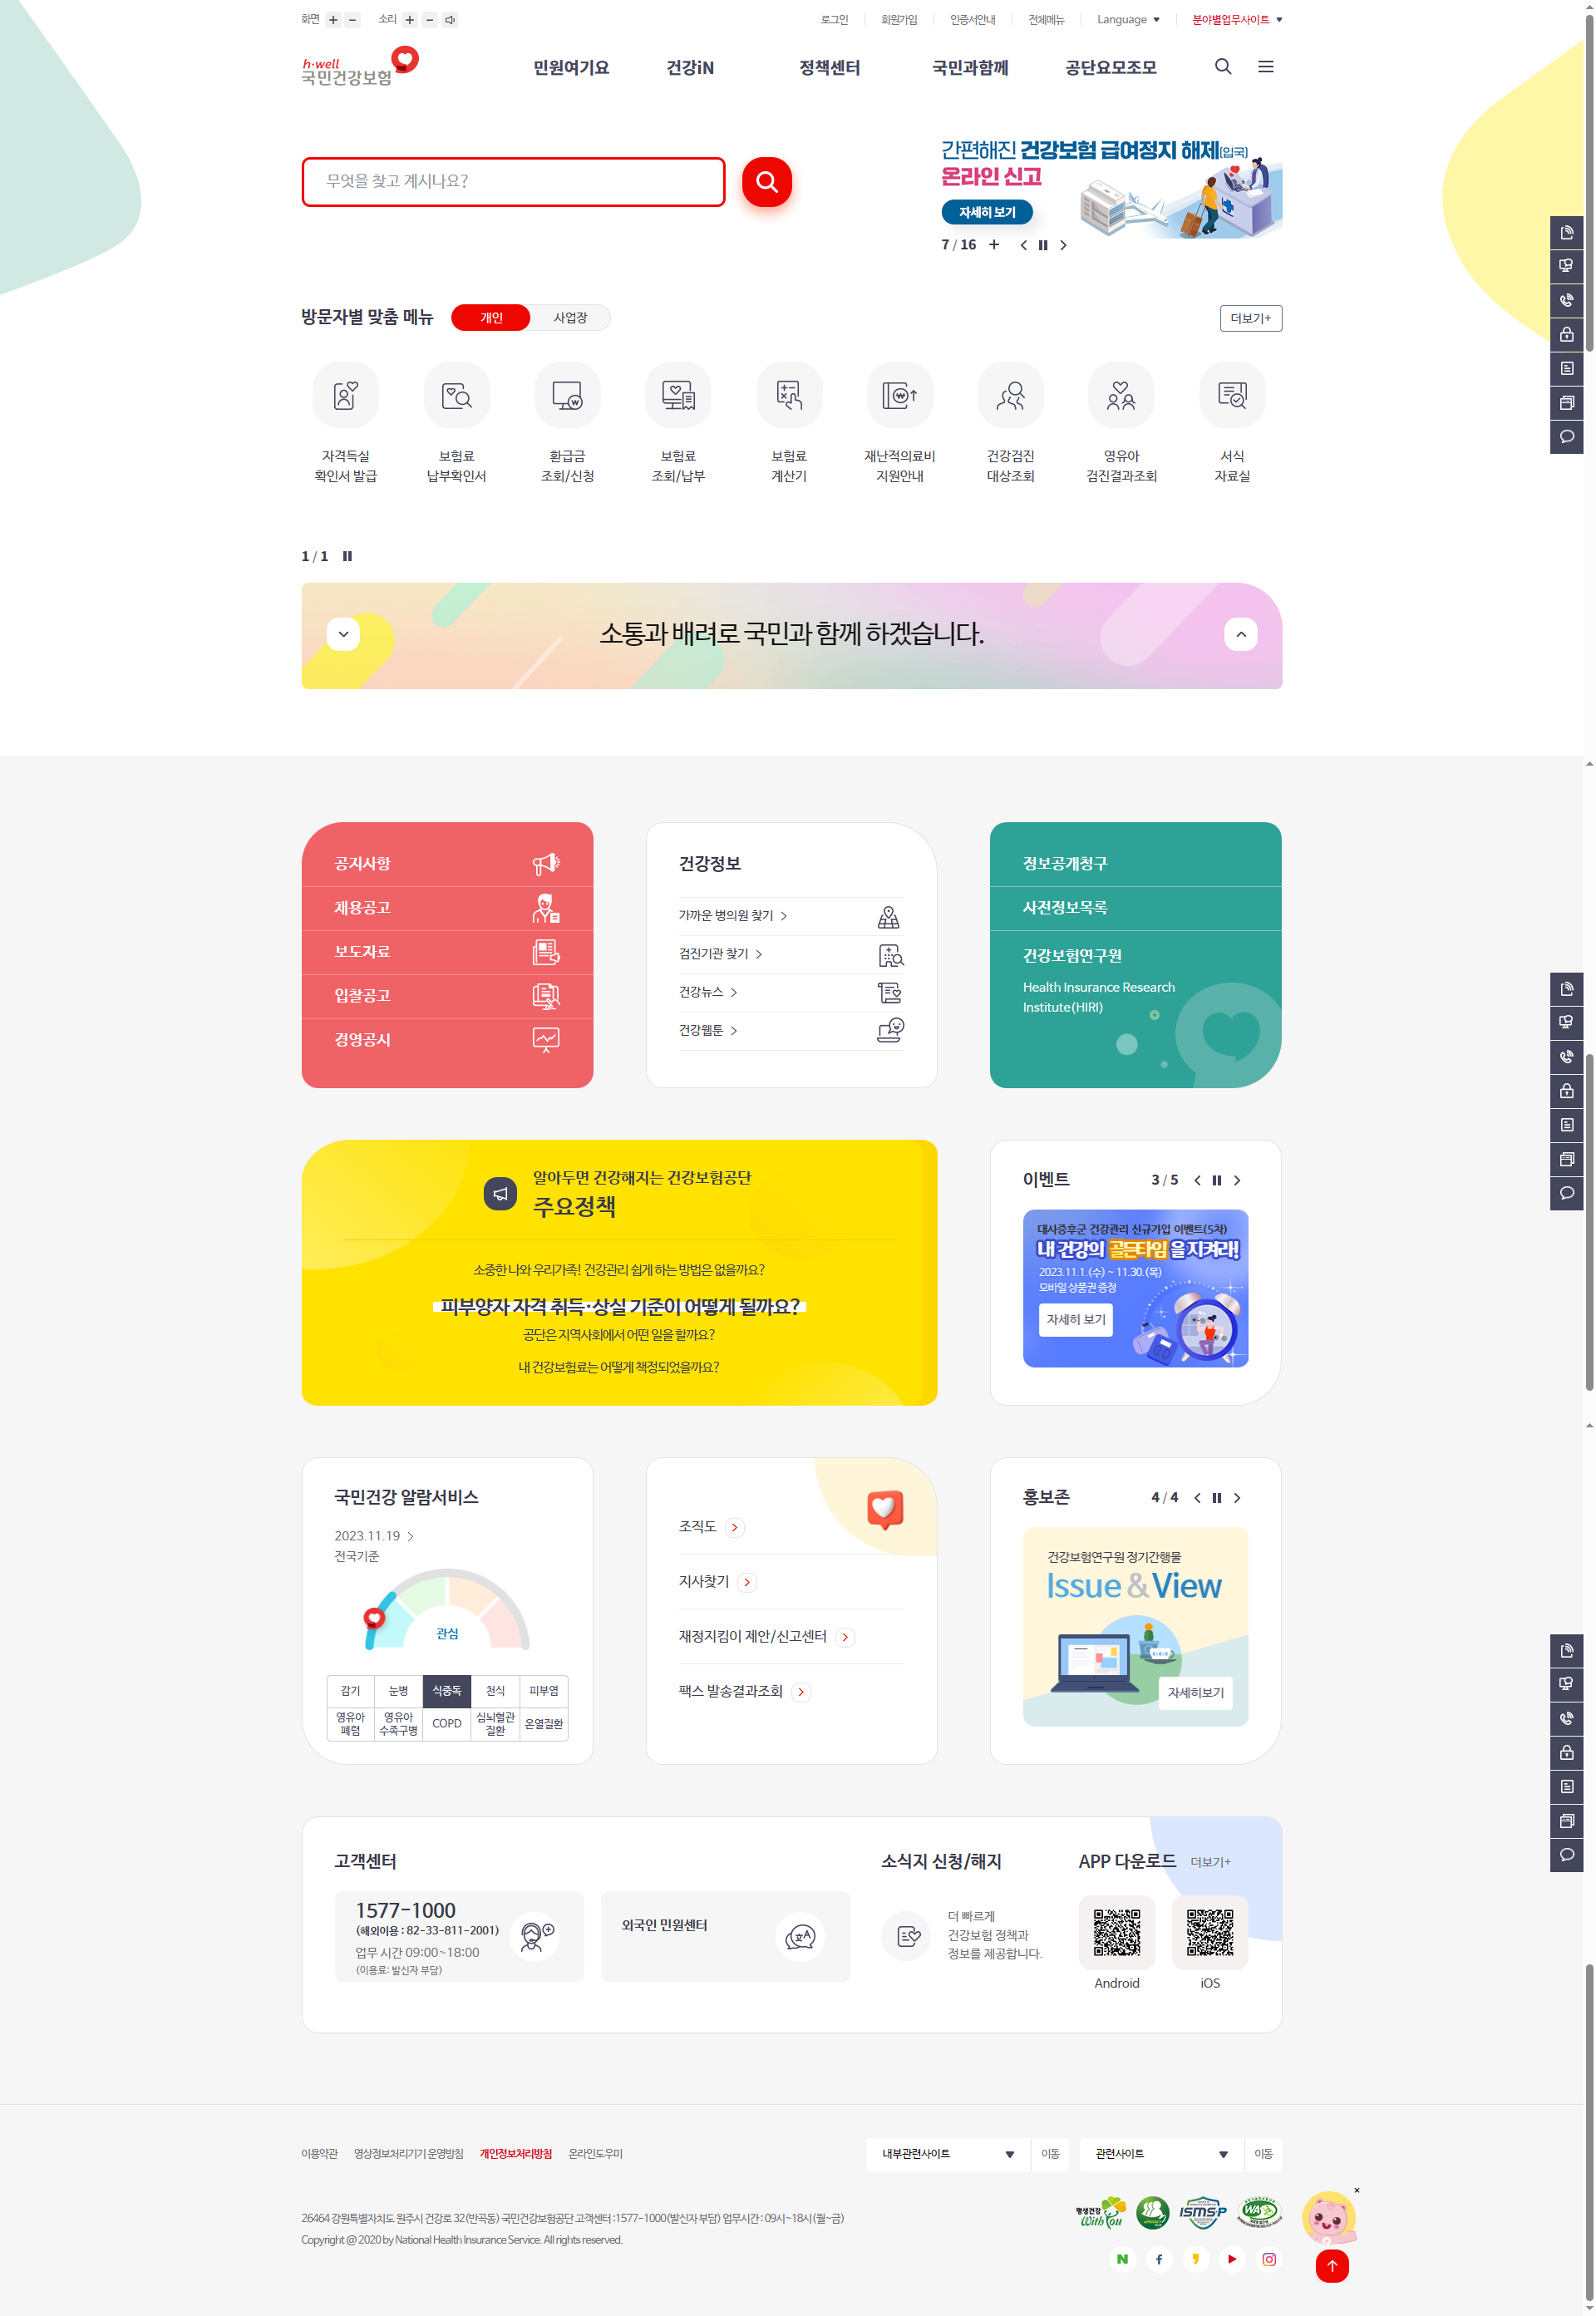 화면
소리
로그인
회원가입
인증서안내
전체메뉴
Language
분야별업무사이트
h·well
국민건강보험
민원여기요
건강iN
정책센터
국민과함께
공단요모조모
무엇을 찾고 계시나요?
간편해진 건강보험 급여정지 해제(입국)
온라인 신고
자세히 보기
7 / 16
방문자별 맞춤 메뉴
개인
사업장
더보기+
자격득실
확인서 발급
보험료
납부확인서
환급금
조회/신청
보험료
조회/납부
보험료
계산기
재난적의료비
지원안내
건강검진
대상조회
영유아
검진결과조회
서식
자료실
1 / 1
소통과 배려로 국민과 함께 하겠습니다.
공지사항
채용공고
보도자료
입찰공고
경영공시
건강정보
가까운 병의원 찾기
검진기관 찾기
건강뉴스
건강웹툰
정보공개청구
사전정보목록
건강보험연구원
Health Insurance Research
Institute(HIRI)
알아두면 건강해지는 건강보험공단
주요정책
소중한 나와 우리가족! 건강관리 쉽게 하는 방법은 없을까요?
피부양자 자격 취득·상실 기준이 어떻게 될까요?
공단은 지역사회에서 어떤 일을 할까요?
내 건강보험료는 어떻게 책정되었을까요?
이벤트
3 / 5
대사증후군 건강관리 신규가입 이벤트(5차)
내 건강의 골든타임을 지켜라!
2023.11.1.(수) ~ 11.30.(목)
모바일 상품권 증정
자세히 보기
국민건강 알람서비스
2023.11.19
전국기준
관심
감기
눈병
식중독
천식
피부염
영유아
폐렴
영유아
수족구병
COPD
심뇌혈관
질환
온열질환
조직도
지사찾기
재정지킴이 제안/신고센터
팩스 발송결과조회
홍보존
4 / 4
건강보험연구원 정기간행물
Issue & View
자세히보기
고객센터
1577-1000
(해외이용 : 82-33-811-2001)
업무 시간 09:00~18:00
(이용료: 발신자 부담)
외국인 민원센터
소식지 신청/해지
더 빠르게
건강보험 정책과
정보를 제공합니다.
APP 다운로드
더보기+
Android
iOS
이용약관
영상정보처리기기 운영방침
개인정보처리방침
온라인도우미
내부관련사이트
이동
관련사이트
이동
26464 강원특별자치도 원주시 건강로 32(반곡동) 국민건강보험공단 고객센터 :1577-1000(발신자 부담) 업무시간 : 09시~18시 (월~금)
Copyright @ 2020 by National Health Insurance Service. All rights reserved.
평생건강
With You
ISMS-P
WA